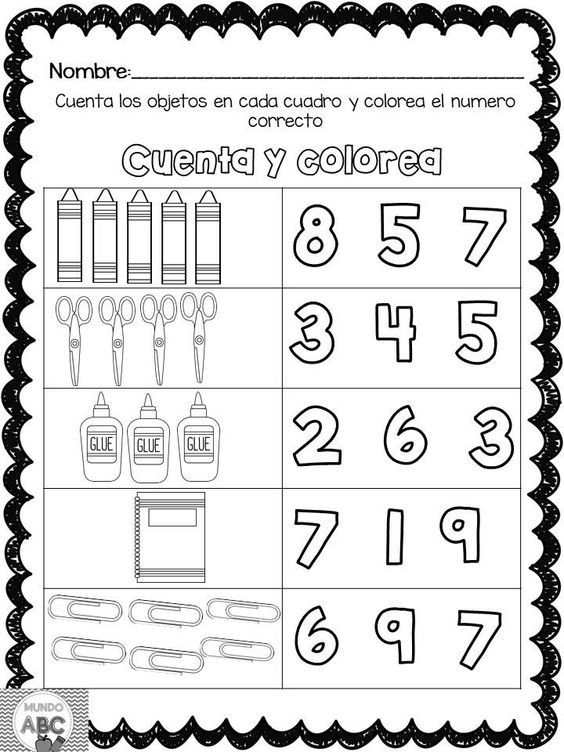 Nombre:____________________________
Cuenta los objetos en cada cuadro y colorea el numero
correcto
Cuenta y colorea
8 5 7
3 4 5
GLUE GLUE GLUE
2 6 3
7 1 9
6 9 7
MUNDO
ABC